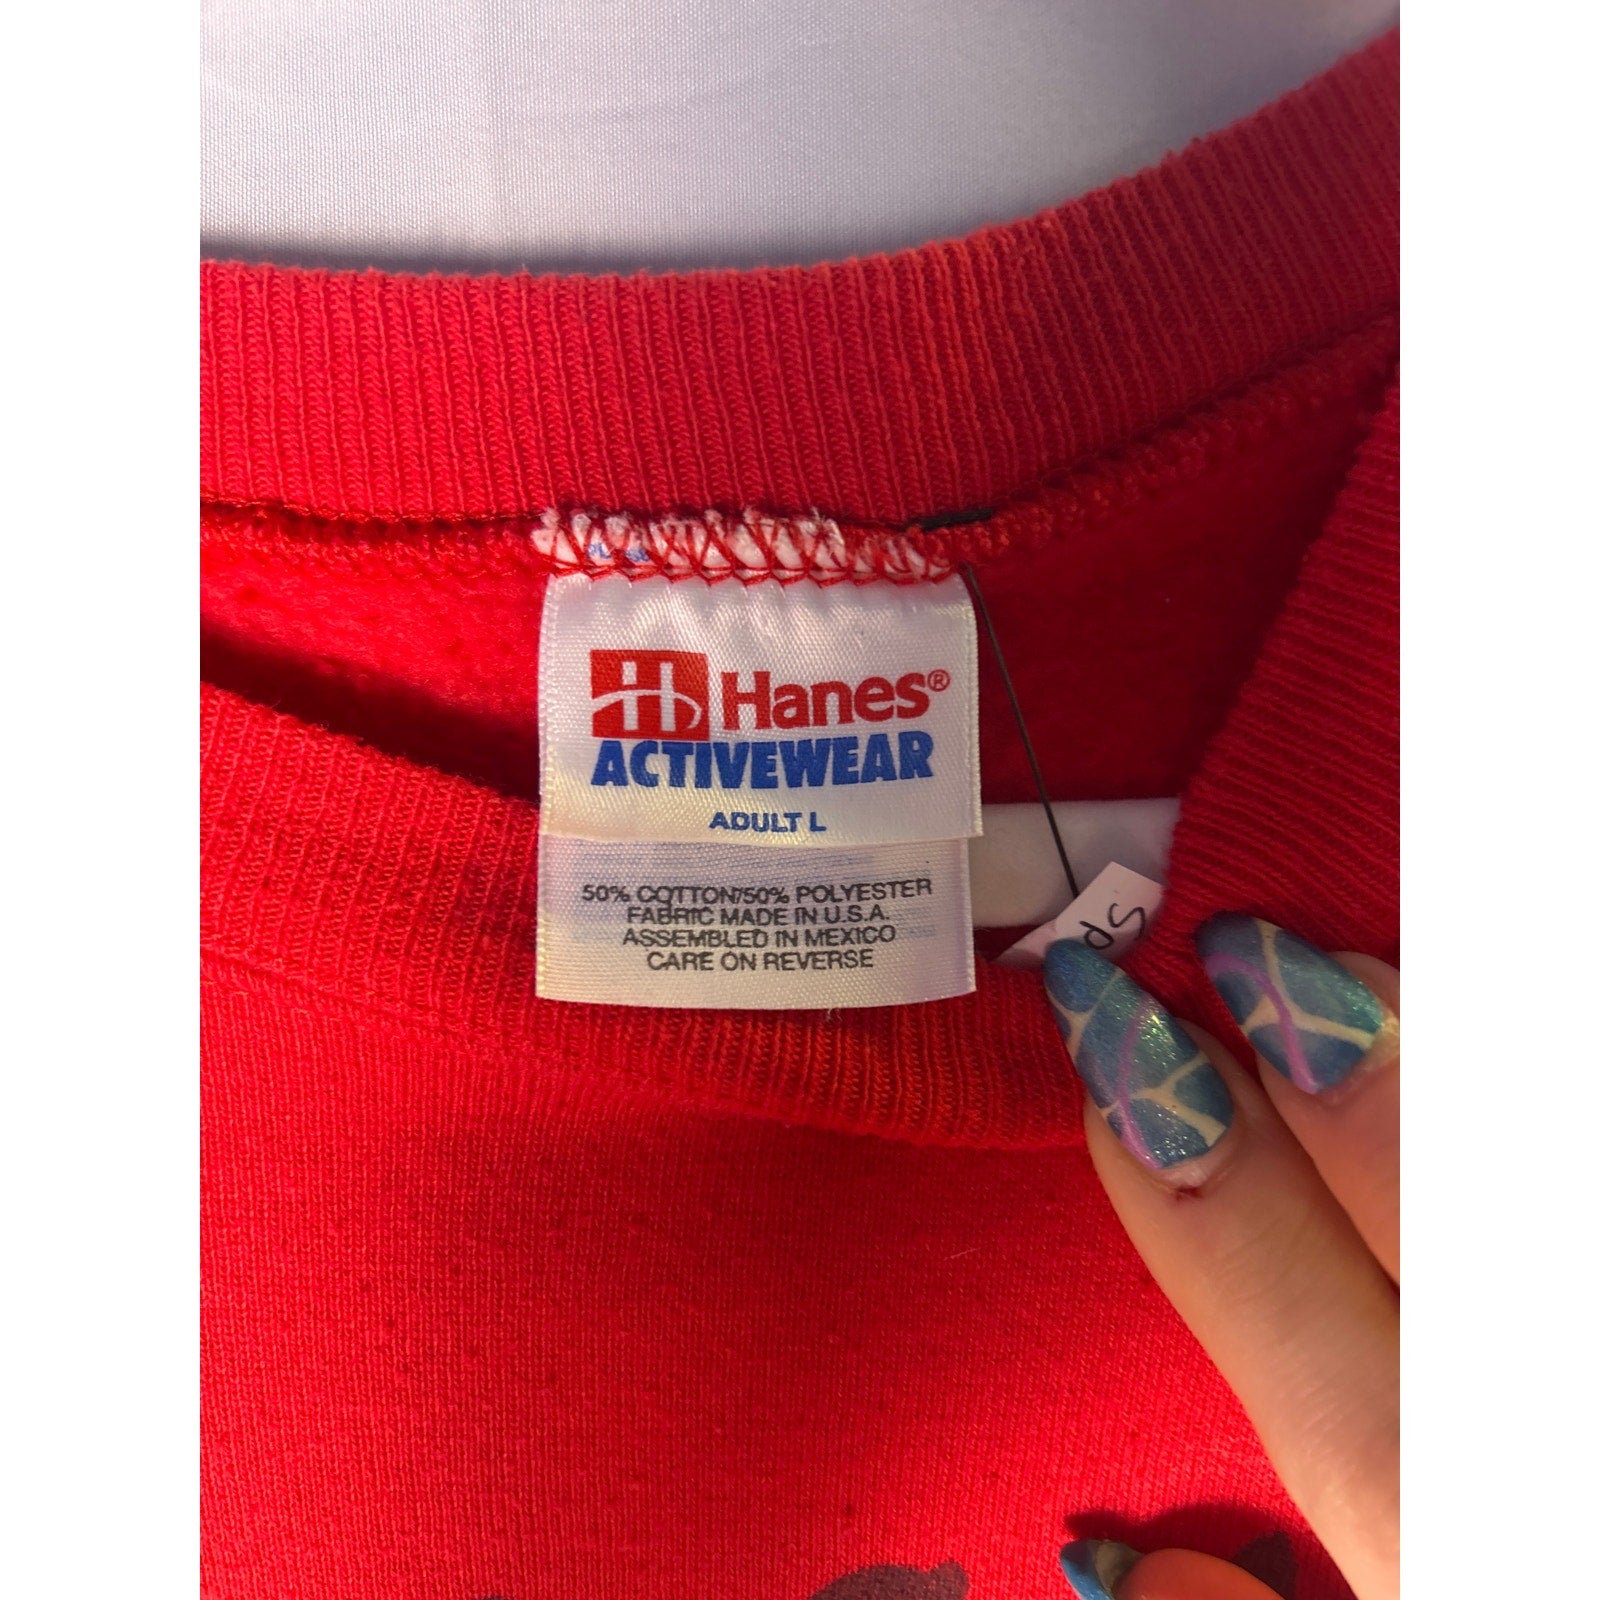 Hanes®
ACTIVEWEAR
ADULT L
50% COTTON/50% POLYESTER
FABRIC MADE IN U.S.A.
ASSEMBLED IN MEXICO
CARE ON REVERSE